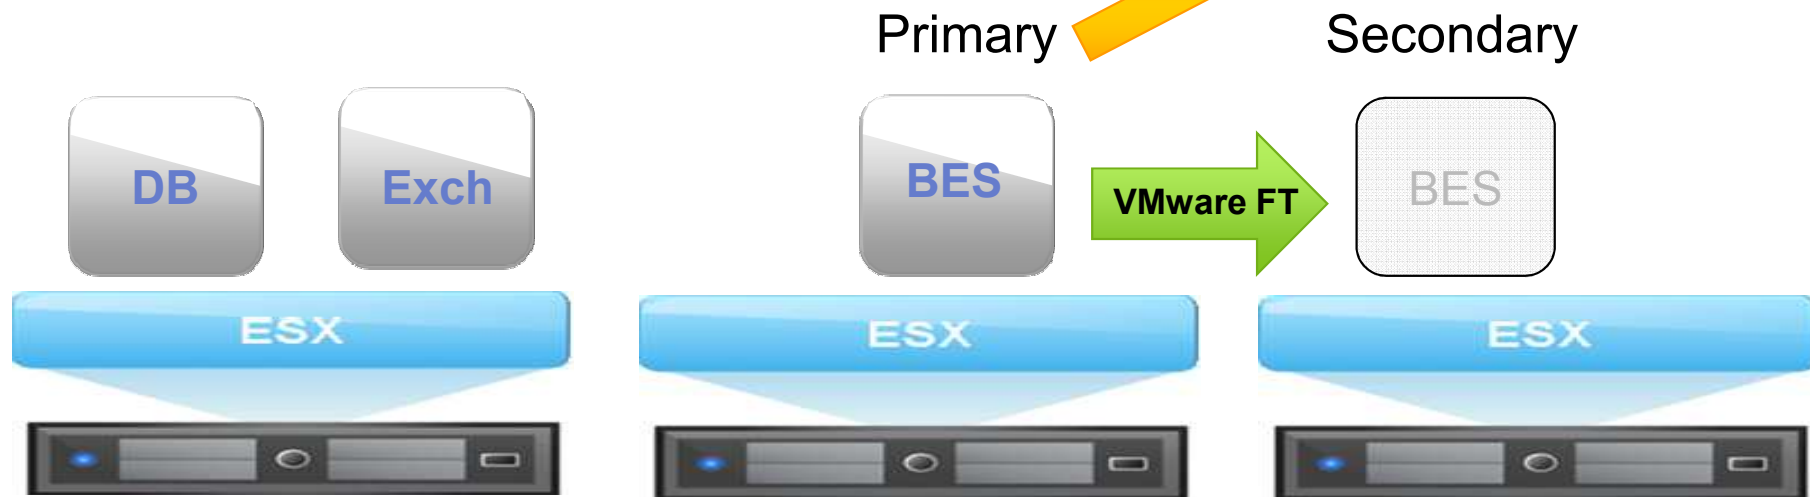 Primary
Secondary
DB
Exch
BES
VMware FT
BES
ESX
ESX
ESX